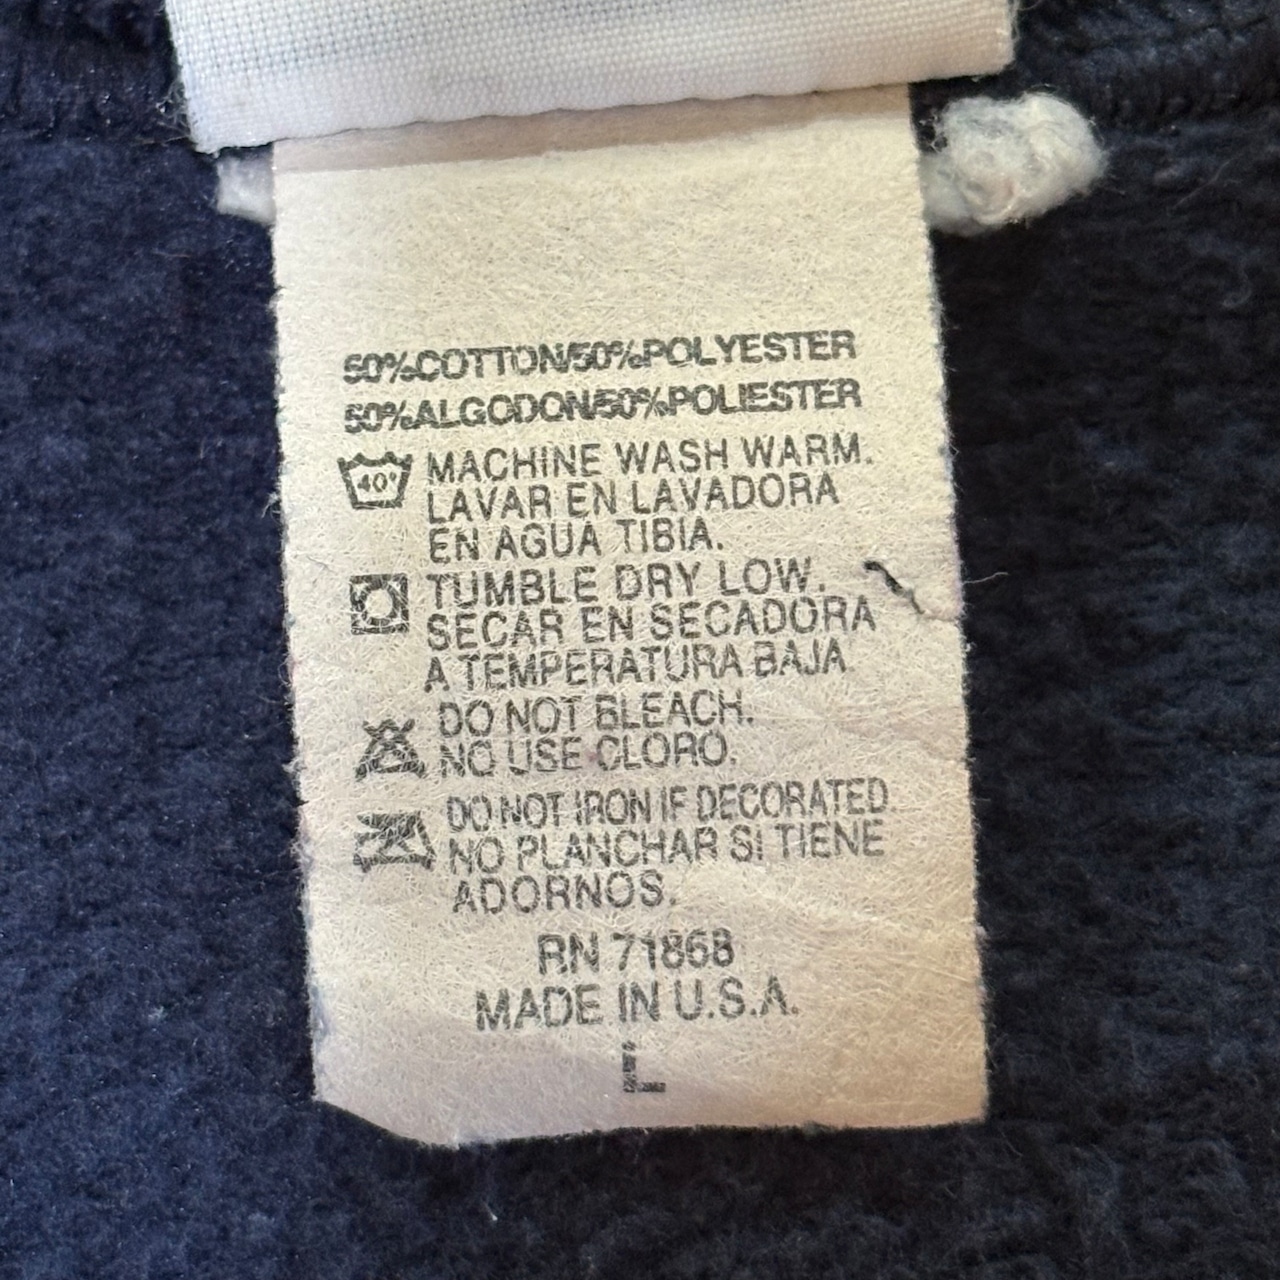 50%COTTON/50%POLYESTER
50%ALGODON/50%POLIESTER
40° MACHINE WASH WARM.
LAVAR EN LAVADORA
EN AGUA TIBIA.
TUMBLE DRY LOW.
SECAR EN SECADORA
A TEMPERATURA BAJA
DO NOT BLEACH.
NO USE CLORO.
DO NOT IRON IF DECORATED
NO PLANCHAR SI TIENE
ADORNOS.
RN 71868
MADE IN U.S.A.
L